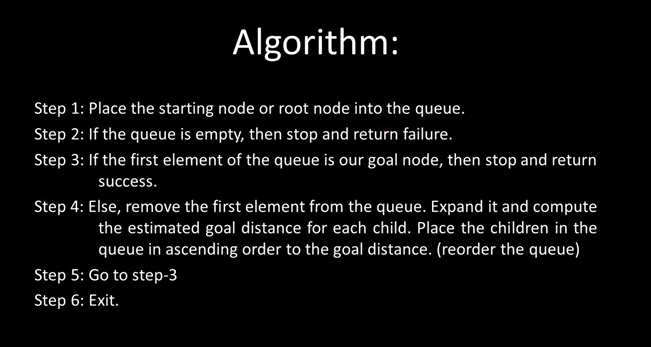 Algorithm:
Step 1: Place the starting node or root node into the queue.
Step 2: If the queue is empty, then stop and return failure.
Step 3: If the first element of the queue is our goal node, then stop and return
success.
Step 4: Else, remove the first element from the queue. Expand it and compute
the estimated goal distance for each child. Place the children in the
queue in ascending order to the goal distance. (reorder the queue)
Step 5: Go to step-3
Step 6: Exit.